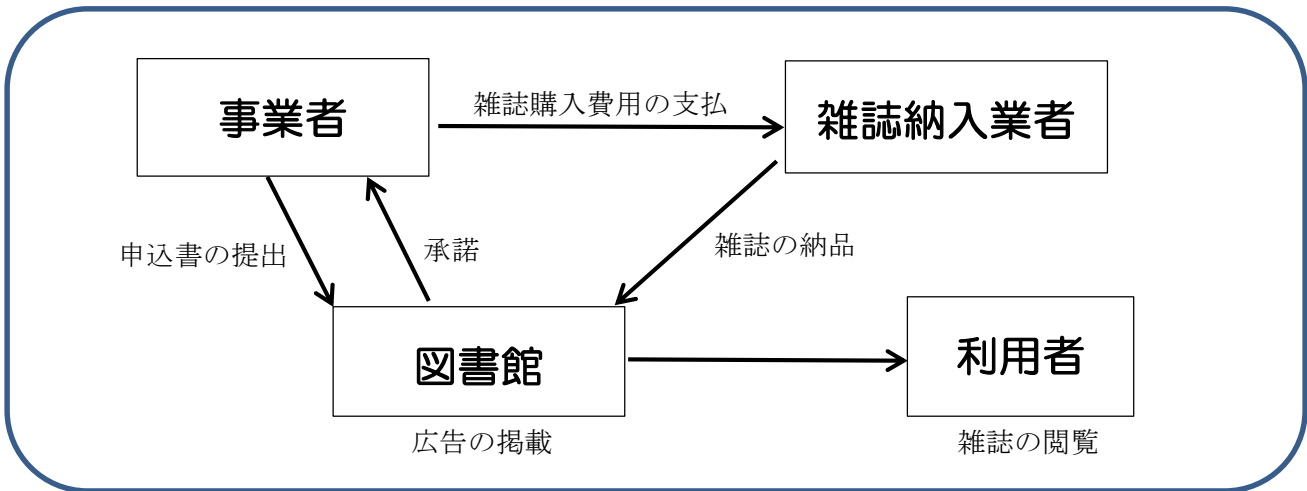 事業者
雑誌購入費用の支払
雑誌納入業者
申込書の提出
承諾
雑誌の納品
図書館
利用者
広告の掲載
雑誌の閲覧